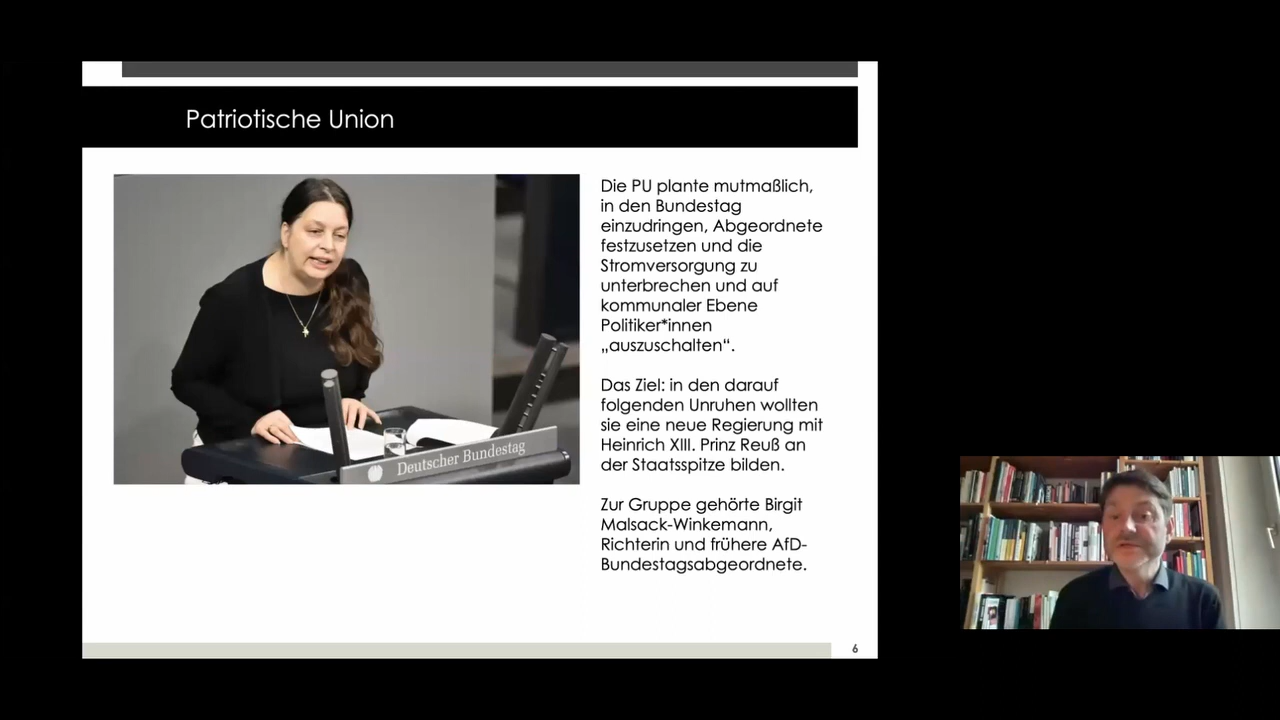 Patriotische Union
Die PU plante mutmaßlich,
in den Bundestag
einzudringen, Abgeordnete
festzusetzen und die
Stromversorgung zu
unterbrechen und auf
kommunaler Ebene
Politiker*innen
„auszuschalten“.
Das Ziel: in den darauf
folgenden Unruhen wollten
sie eine neue Regierung mit
Heinrich XIII. Prinz Reuß an
der Staatsspitze bilden.
Zur Gruppe gehörte Birgit
Malsack-Winkemann,
Richterin und frühere AfD-
Bundestagsabgeordnete.
Deutscher Bundestag
6